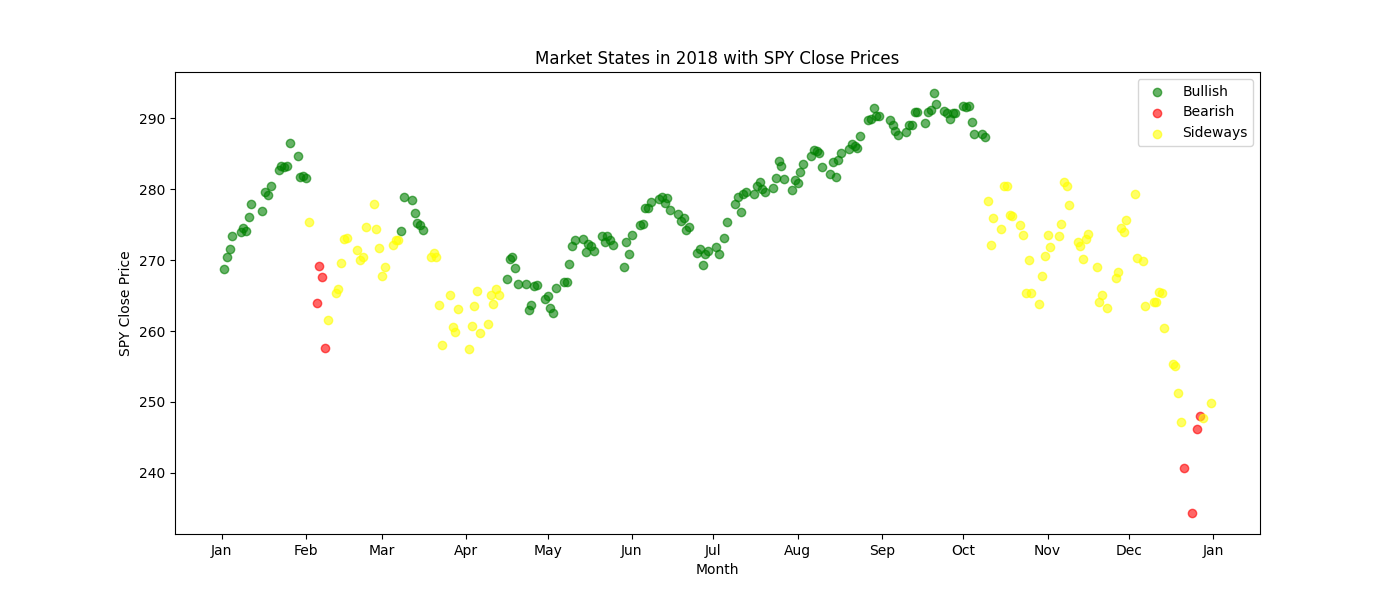 Market States in 2018 with SPY Close Prices
Bullish
Bearish
Sideways
SPY Close Price
290
280
270
260
250
240
Jan Feb Mar Apr May Jun Jul Aug Sep Oct Nov Dec Jan
Month